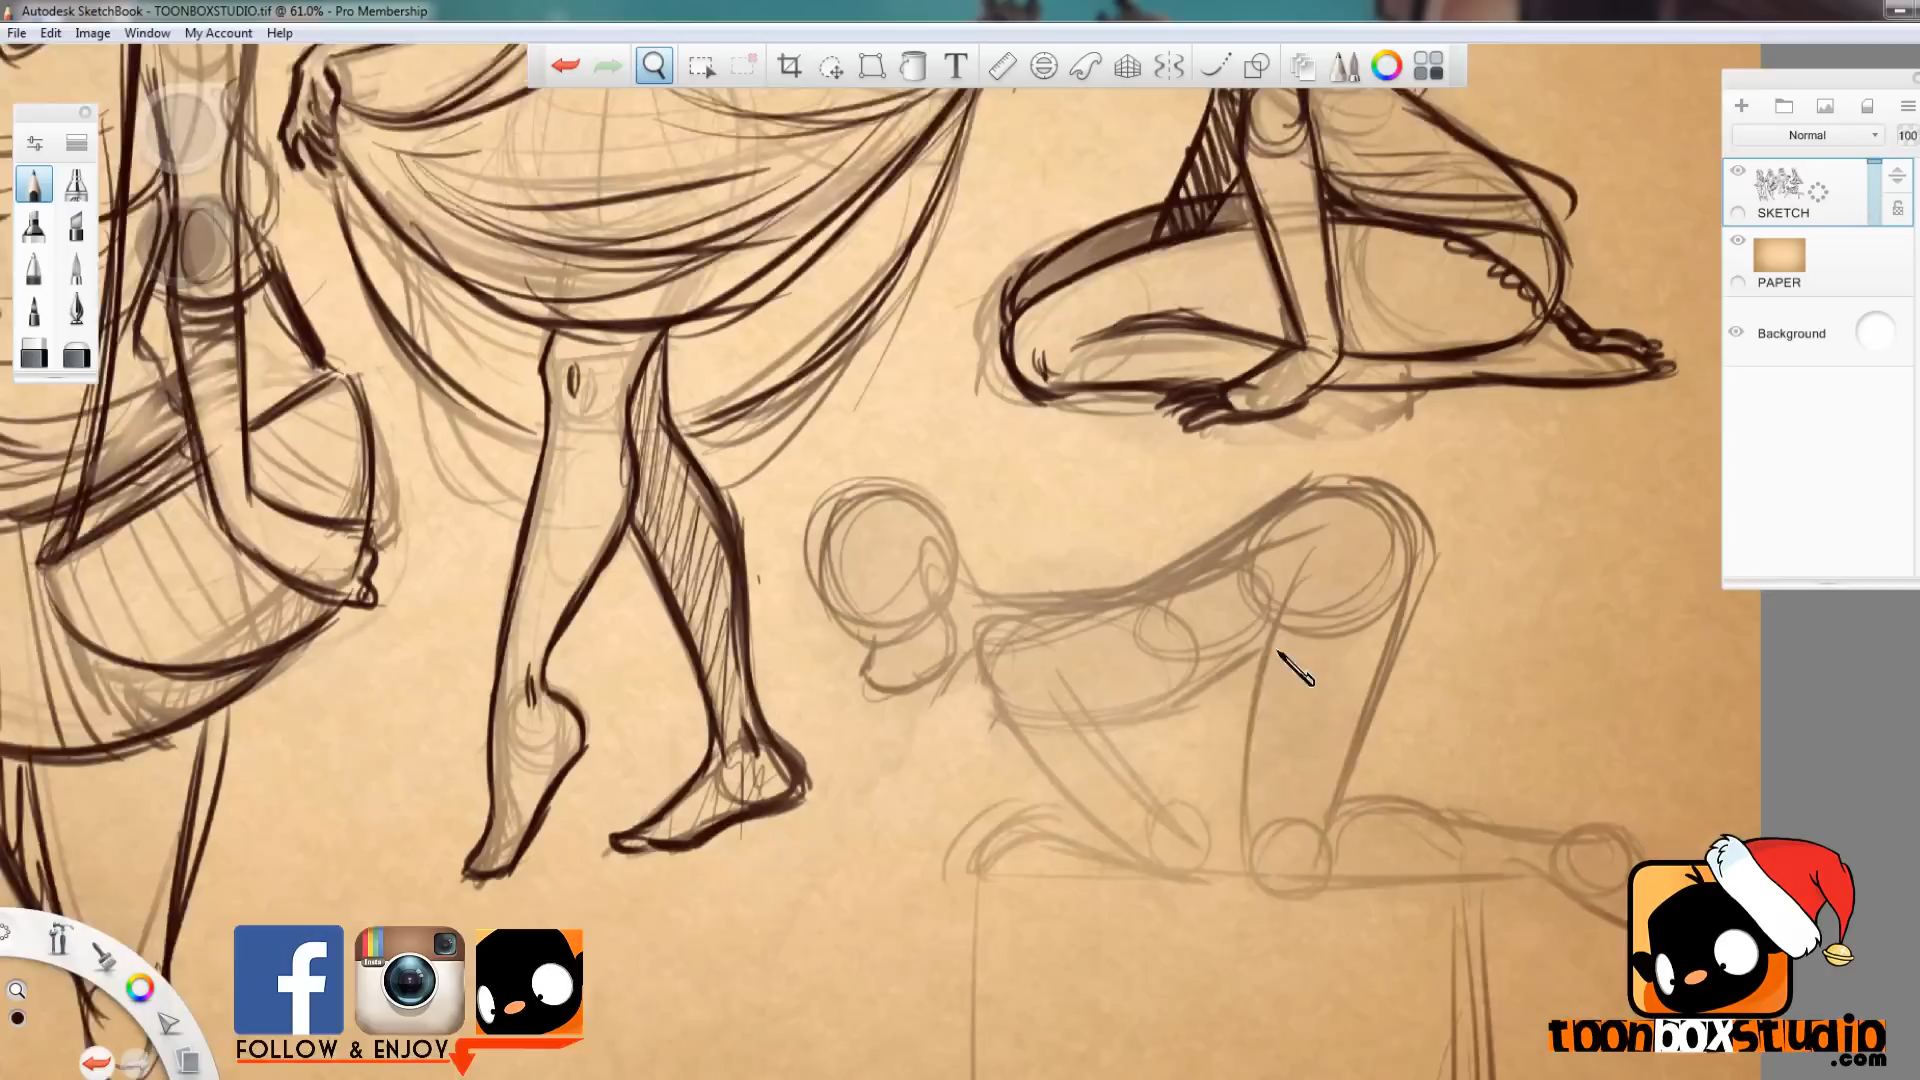 Autodesk SketchBook - TOONBOXSTUDIO.tif @ 61.0% - Pro Membership
File Edit Image Window My Account Help
T
Normal
100
SKETCH
PAPER
Background
f
Insta
FOLLOW & ENJOY
toonboxstudio
.com